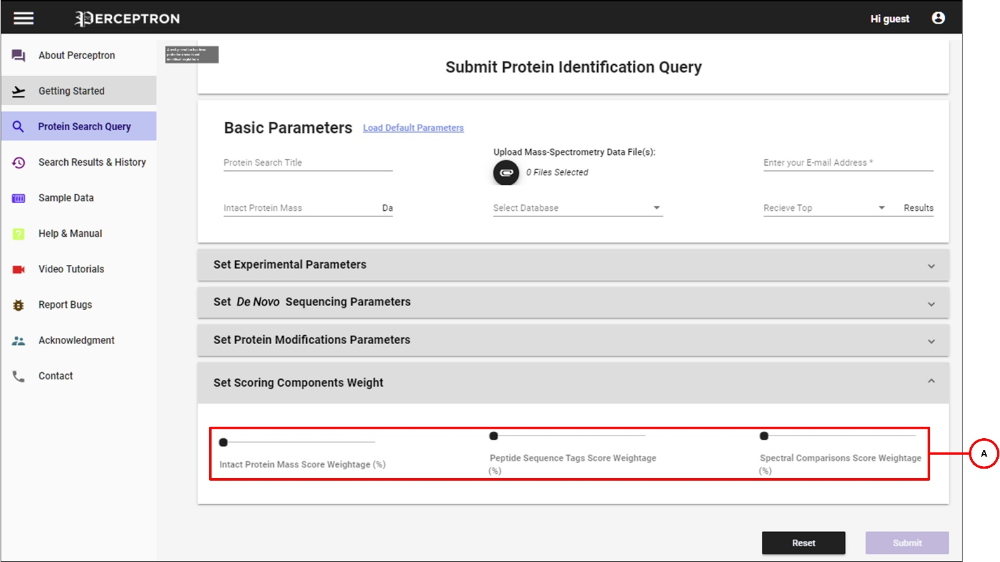 PERCEPTRON
Hi guest
About Perceptron
Getting Started
Protein Search Query
Search Results & History
Sample Data
Help & Manual
Video Tutorials
Report Bugs
Acknowledgment
Contact
Submit Protein Identification Query
Basic Parameters Load Default Parameters
Protein Search Title
Upload Mass-Spectrometry Data File(s):
0 Files Selected
Enter your E-mail Address *
Intact Protein Mass Da
Select Database
Recieve Top Results
Set Experimental Parameters
Set De Novo Sequencing Parameters
Set Protein Modifications Parameters
Set Scoring Components Weight
Intact Protein Mass Score Weightage (%)
Peptide Sequence Tags Score Weightage
(%)
Spectral Comparisons Score Weightage
(%)
A
Reset
Submit